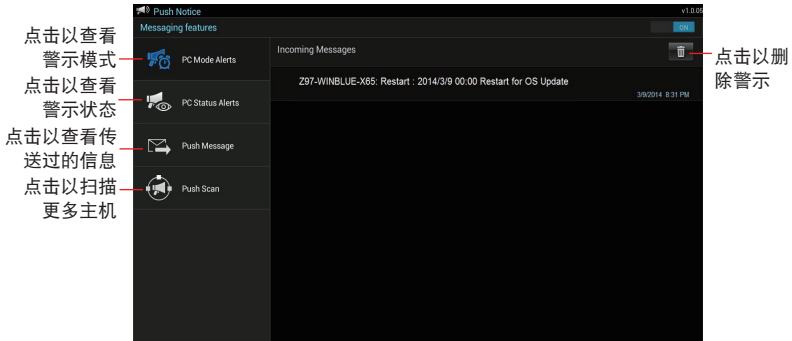 Push Notice
v1.0.05
Messaging features
ON
点击以查看
警示模式
PC Mode Alerts
Incoming Messages
点击以删
除警示
Z97-WINBLUE-X65: Restart : 2014/3/9 00:00 Restart for OS Update
3/9/2014 8:31 PM
点击以查看
警示状态
PC Status Alerts
点击以查看传
送过的信息
Push Message
点击以扫描
更多主机
Push Scan